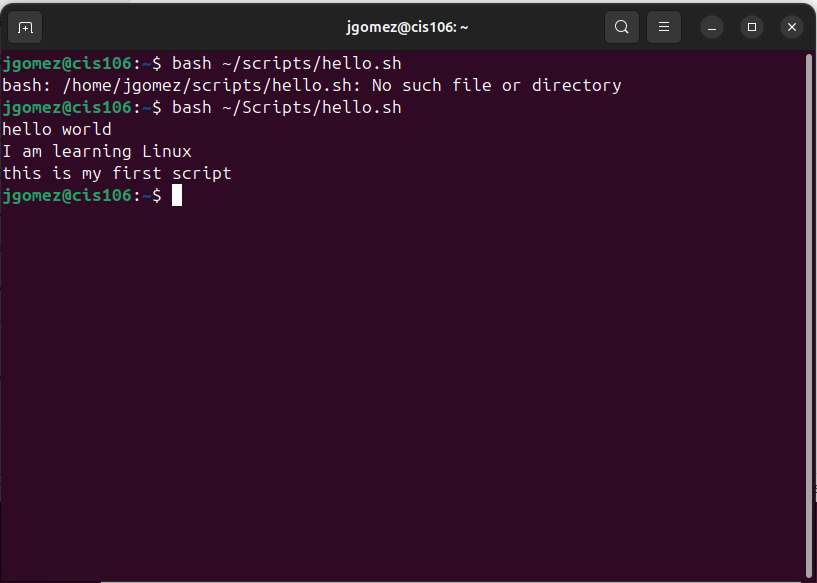 jgomez@cis106: ~
jgomez@cis106:~$ bash ~/scripts/hello.sh
bash: /home/jgomez/scripts/hello.sh: No such file or directory
jgomez@cis106:~$ bash ~/Scripts/hello.sh
hello world
I am learning Linux
this is my first script
jgomez@cis106:~$